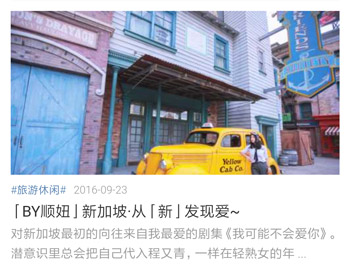 SON'S DRAYAGE
FRIENDS
Yellow
Cab Co.
#旅游休闲# 2016-09-23
「BY顺妞」新加坡·从「新」发现爱~
对新加坡最初的向往来自我最爱的剧集《我可能不会爱你》。
潜意识里总会把自己代入程又青，一样在轻熟女的年 ...